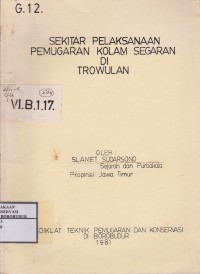 G.12.
SEKITAR PELAKSANAAN
PEMUGARAN KOLAM SEGARAN
DI
TROWULAN
VI.B.1.17.
OLEH :
SLAMET SUDARSONO
Sejarah dan Purbakala
Propinsi Jawa Timur
DIKLAT TEKNIK PEMUGARAN DAN KONSERVASI
DI BOROBUDUR
1981